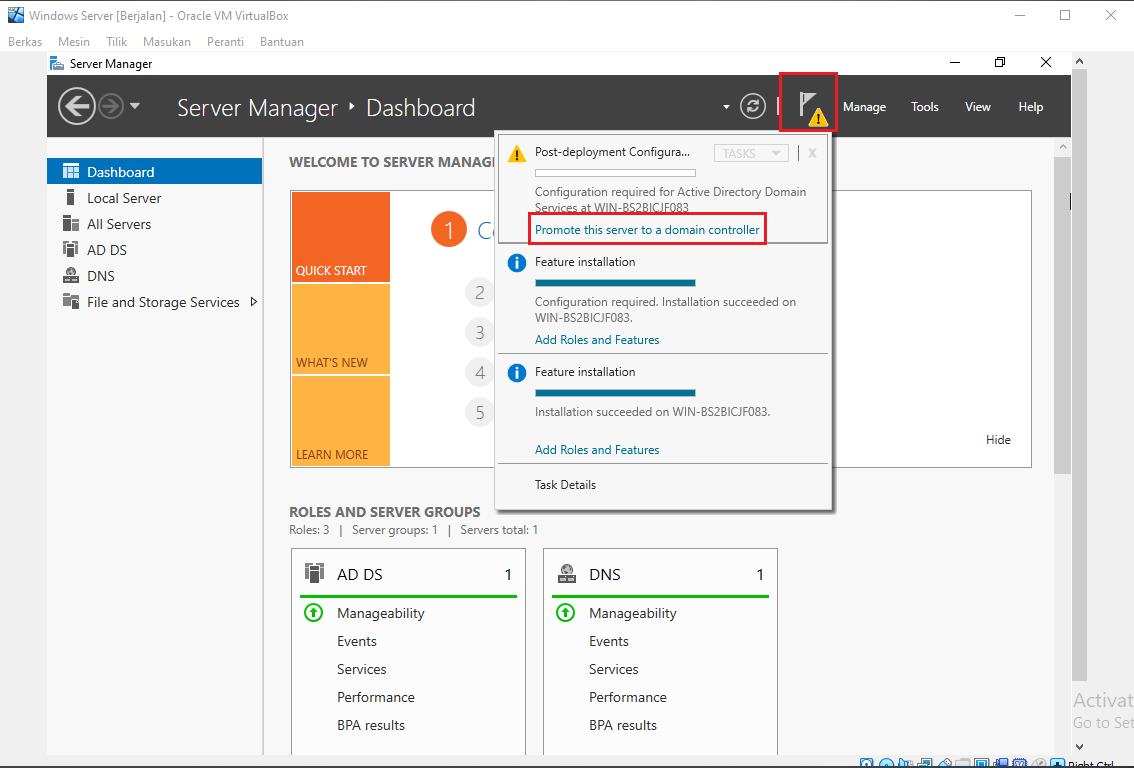 Windows Server [Berjalan] - Oracle VM VirtualBox
Berkas Mesin Tilik Masukan Peranti Bantuan
Server Manager
Server Manager Dashboard
Manage Tools View Help
Dashboard
Local Server
All Servers
AD DS
DNS
File and Storage Services
WELCOME TO SERVER MANAG
QUICK START
WHAT'S NEW
LEARN MORE
1
2
3
4
5
Hide
Post-deployment Configura... TASKS X
Configuration required for Active Directory Domain
Services at WIN-BS2BICJF083
Promote this server to a domain controller
Feature installation
Configuration required. Installation succeeded on
WIN-BS2BICJF083.
Add Roles and Features
Feature installation
Installation succeeded on WIN-BS2BICJF083.
Add Roles and Features
Task Details
ROLES AND SERVER GROUPS
Roles: 3 | Server groups: 1 | Servers total: 1
AD DS 1
Manageability
Events
Services
Performance
BPA results
DNS 1
Manageability
Events
Services
Performance
BPA results
Activat
Go to Set
Right Ctrl